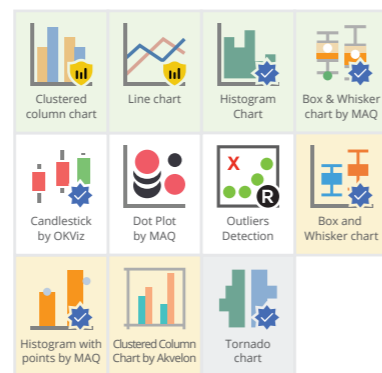 Clustered
column chart
Line chart
Histogram
Chart
Box & Whisker
chart by MAQ
Candlestick
by OKViz
Dot Plot
by MAQ
X
R
Outliers
Detection
Box and
Whisker chart
Histogram with
points by MAQ
Clustered Column
Chart by Akvelon
Tornado
chart